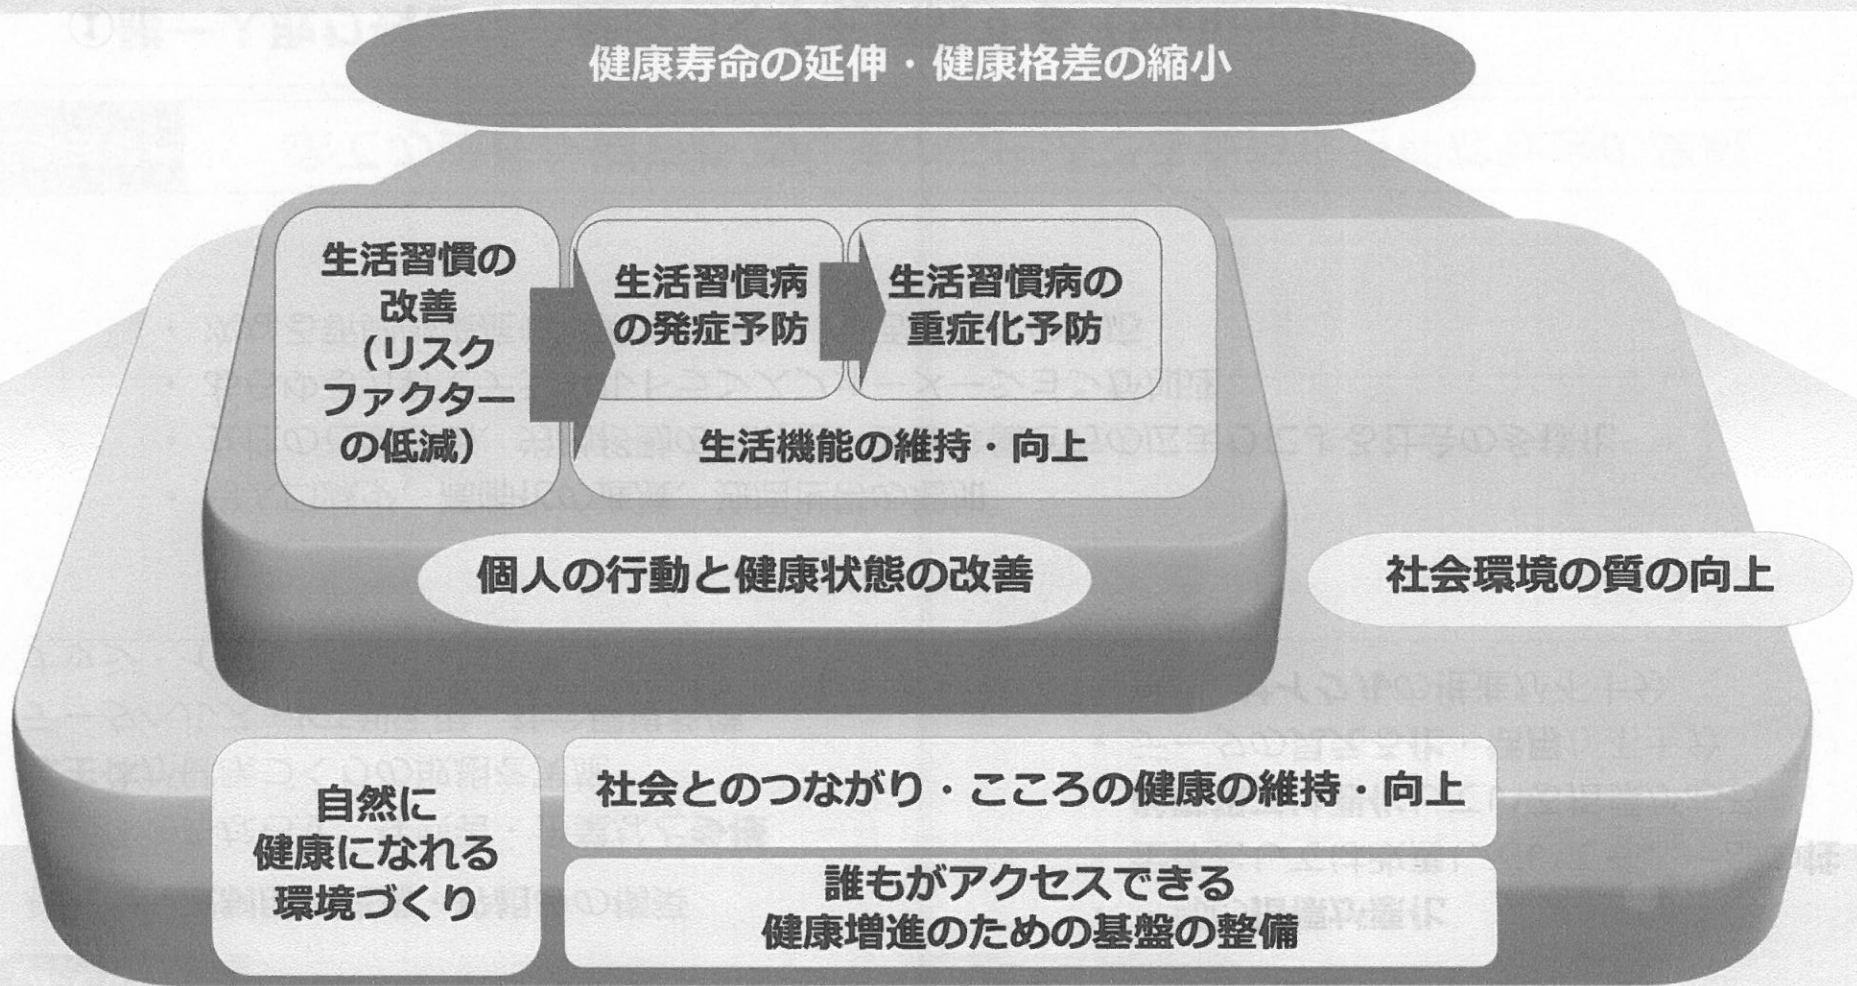 健康寿命の延伸・健康格差の縮小
生活習慣の
改善
（リスク
ファクター
の低減）
生活習慣病
の発症予防
生活習慣病の
重症化予防
生活機能の維持・向上
個人の行動と健康状態の改善
社会環境の質の向上
自然に
健康になれる
環境づくり
社会とのつながり・こころの健康の維持・向上
誰もがアクセスできる
健康増進のための基盤の整備